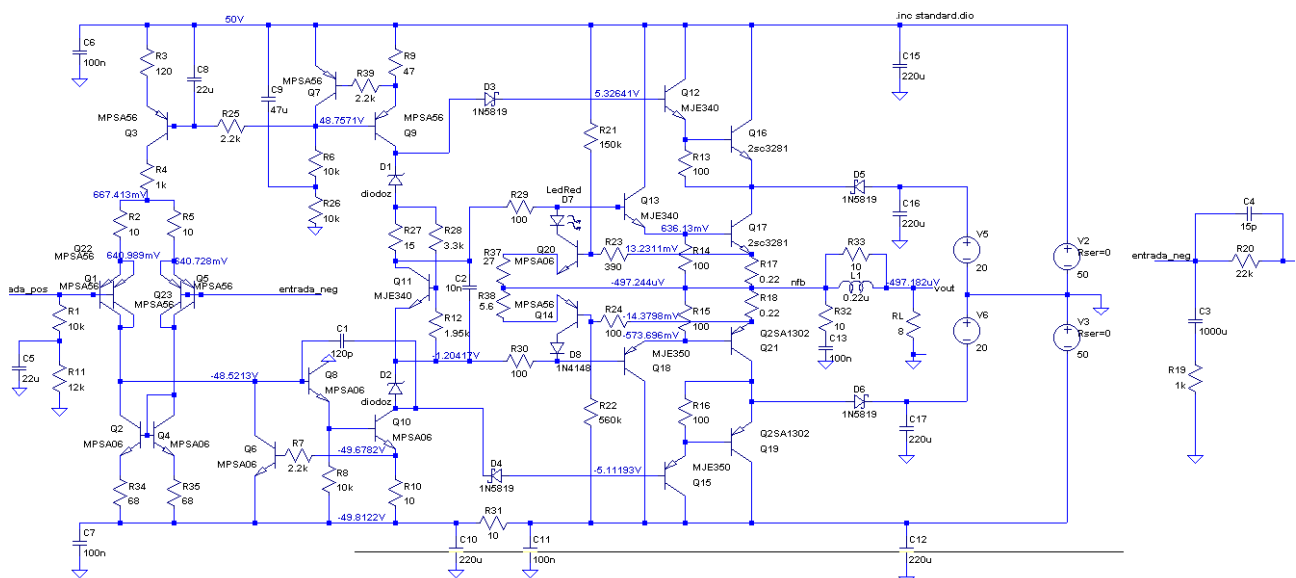 50V
.inc standard.dio
C6
100n
R3
120
C8
22u
C9
47u
MPSA56
Q7
R39
2.2k
R9
47
MPSA56
Q9
D3
1N5819
5.32641V
Q12
MJE340
C15
220u
MPSA56
Q3
R25
2.2k
48.7571V
R21
150k
Q16
2sc3281
R13
100
R4
1k
R6
10k
D1
diodoz
667.413mV
R26
10k
R27
15
R28
3.3k
R29
100
LedRed
D7
Q13
MJE340
D5
1N5819
C16
220u
R2
10
R5
10
Q22
MPSA56
640.989mV
Q1
MPSA56
640.728mV
Q5
Q23
MPSA56
MPSA56
Q11
MJE340
C2
10n
R37
27
Q20
MPSA06
R23
390
636.13mV
13.2311mV
R14
100
Q17
2sc3281
R17
0.22
R33
10
V5
20
V2
Rser=0
50
C4
15p
R20
22k
entrada_neg
ada_pos
entrada_neg
R38
5.6
MPSA56
Q14
-497.244uV
nfb
L1
0.22u
-497.182uV
vout
R18
0.22
R1
10k
R12
1.95k
R24
100
-14.3798mV
R15
100
-573.696mV
Q2SA1302
Q21
R32
10
C13
100n
RL
8
V6
20
V3
Rser=0
50
C3
1000u
R19
1k
C1
120p
-1.20417V
R30
100
D8
1N4148
MJE350
Q18
C5
22u
R11
12k
-48.5213V
Q8
MPSA06
D2
diodoz
Q10
MPSA06
R22
560k
R16
100
Q2SA1302
Q19
D6
1N5819
C17
220u
Q2
MPSA06
Q4
MPSA06
Q6
MPSA06
R7
2.2k
-49.6782V
R8
10k
R10
10
D4
1N5819
-5.11193V
MJE350
Q15
R34
68
R35
68
C7
100n
-49.8122V
R31
10
C10
220u
C11
100n
C12
220u